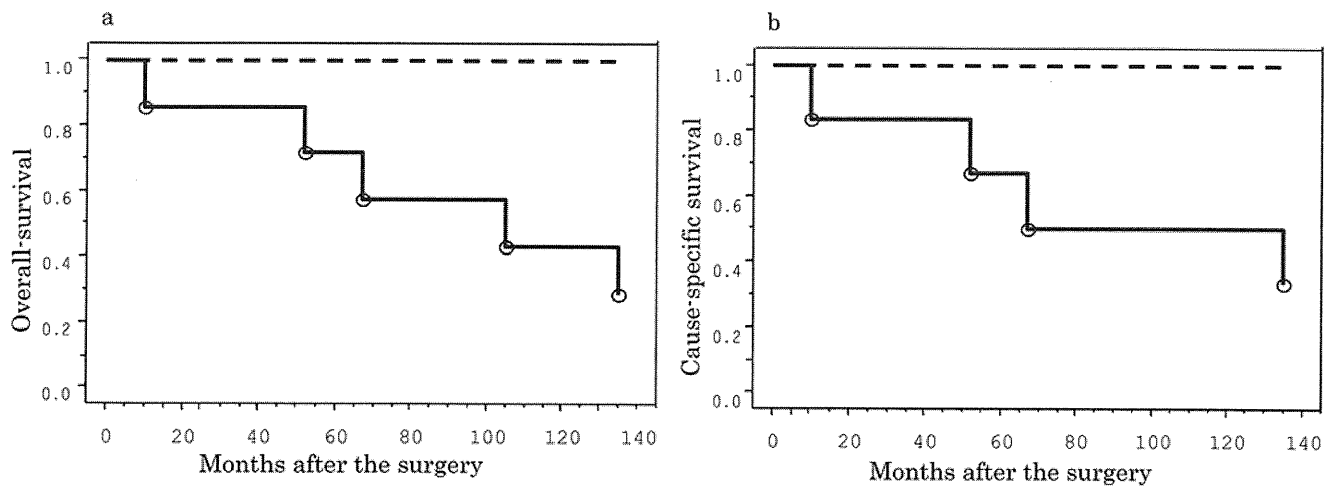 a
Overall-survival
1.0
0.8
0.6
0.4
0.2
0.0
0 20 40 60 80 100 120 140
Months after the surgery
b
Cause-specific survival
1.0
0.8
0.6
0.4
0.2
0.0
0 20 40 60 80 100 120 140
Months after the surgery